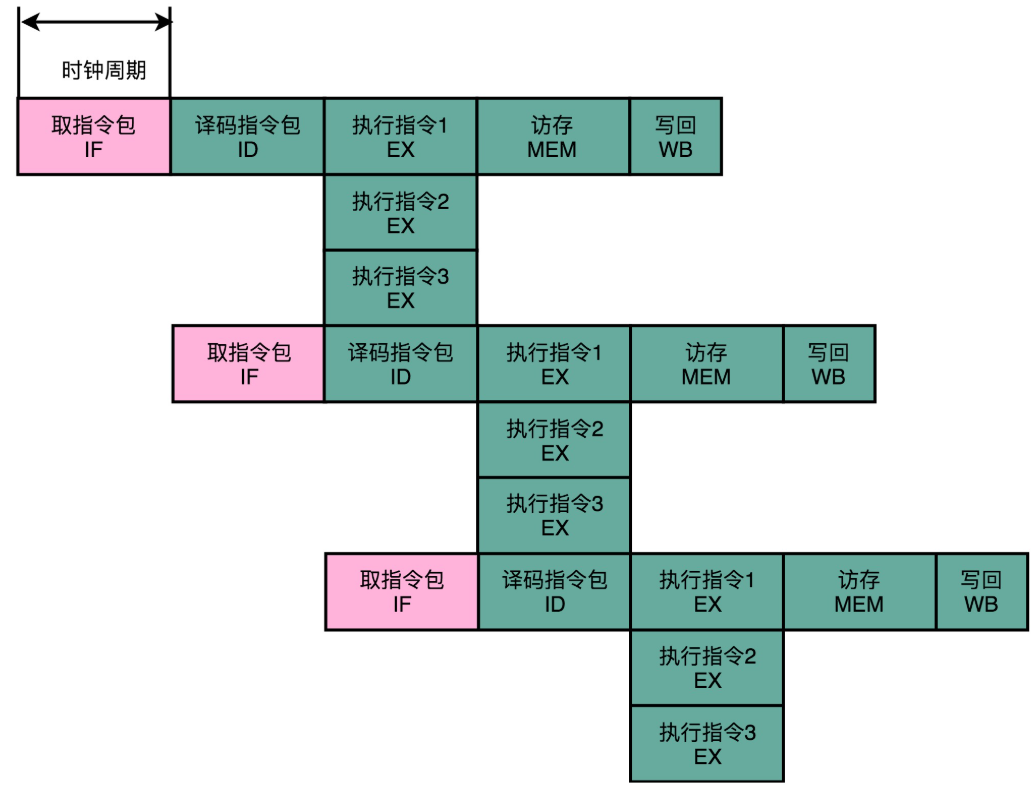 时钟周期
取指令包
IF
译码指令包
ID
执行指令1
EX
访存
MEM
写回
WB
执行指令2
EX
执行指令3
EX
取指令包
IF
译码指令包
ID
执行指令1
EX
访存
MEM
写回
WB
执行指令2
EX
执行指令3
EX
取指令包
IF
译码指令包
ID
执行指令1
EX
访存
MEM
写回
WB
执行指令2
EX
执行指令3
EX